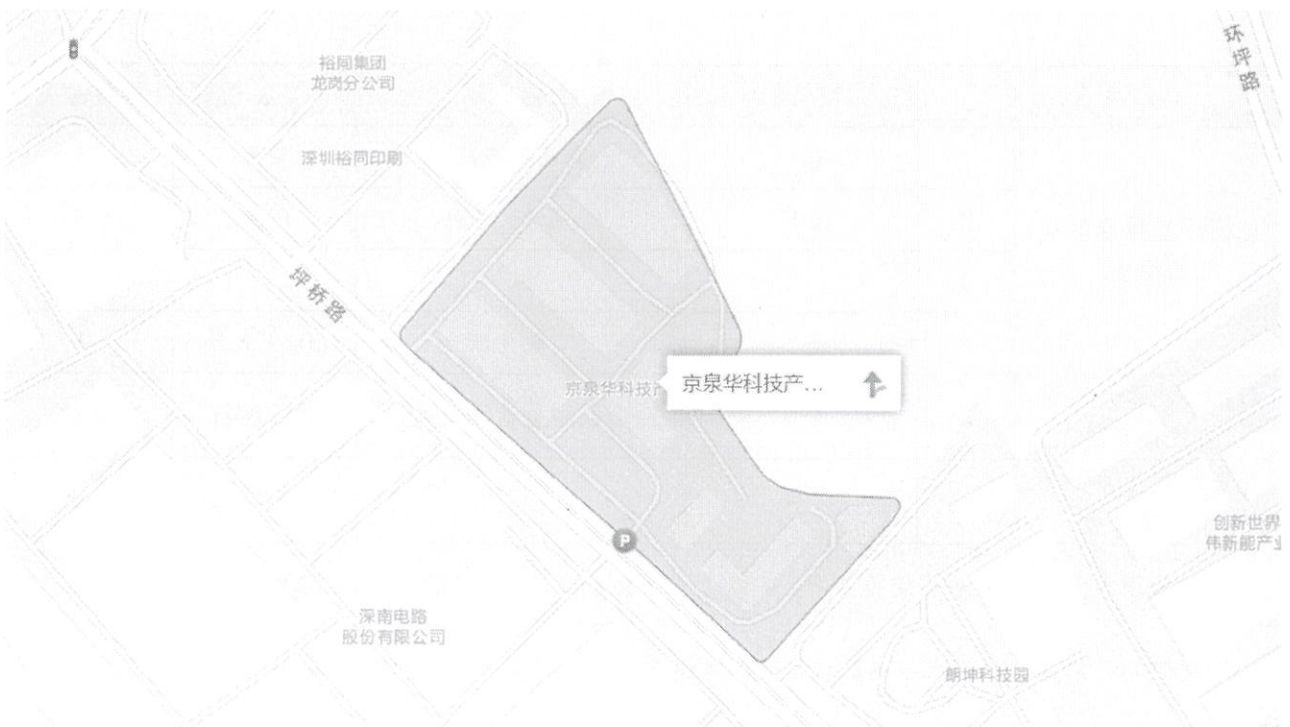 环坪路
裕同集团
龙岗分公司
深圳裕同印刷
坪桥路
京泉华科技产
京泉华科技产...
P
创新世界
伟新能产业
深南电路
股份有限公司
朗坤科技园